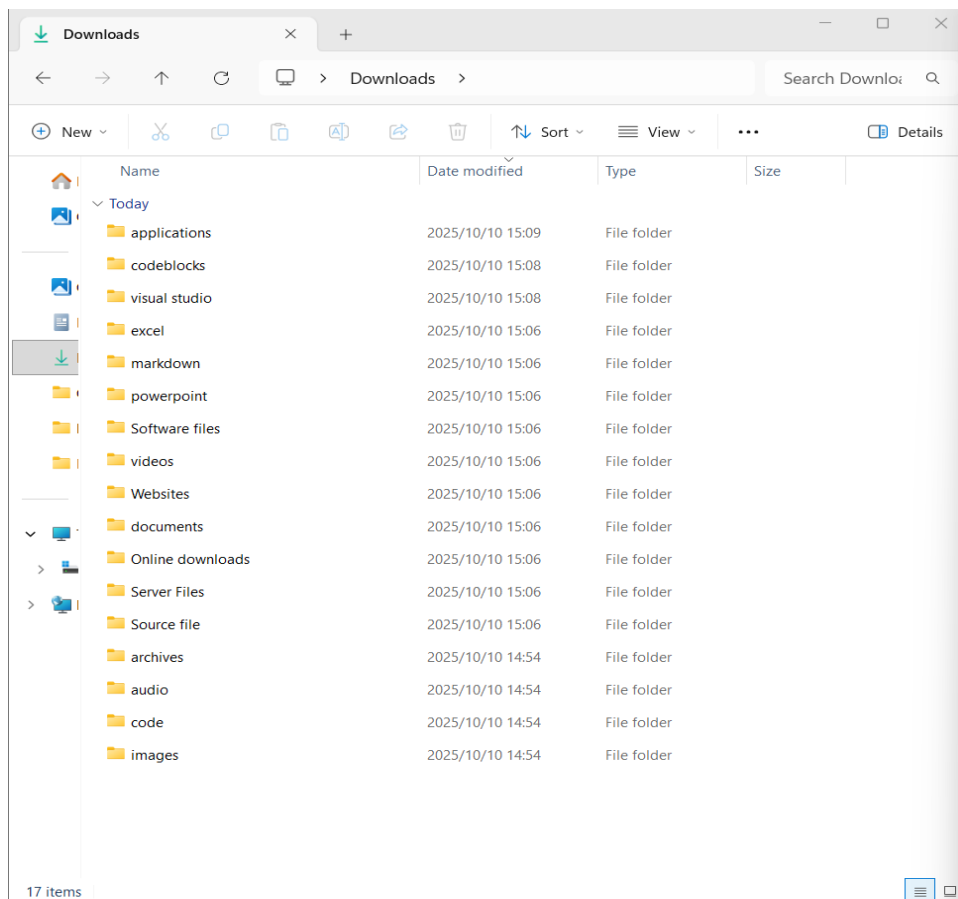 Downloads
Downloads
Search Downloa
New
Sort
View
Details
Name Date modified Type Size
Today
applications 2025/10/10 15:09 File folder
codeblocks 2025/10/10 15:08 File folder
visual studio 2025/10/10 15:08 File folder
excel 2025/10/10 15:06 File folder
markdown 2025/10/10 15:06 File folder
powerpoint 2025/10/10 15:06 File folder
Software files 2025/10/10 15:06 File folder
videos 2025/10/10 15:06 File folder
Websites 2025/10/10 15:06 File folder
documents 2025/10/10 15:06 File folder
Online downloads 2025/10/10 15:06 File folder
Server Files 2025/10/10 15:06 File folder
Source file 2025/10/10 15:06 File folder
archives 2025/10/10 14:54 File folder
audio 2025/10/10 14:54 File folder
code 2025/10/10 14:54 File folder
images 2025/10/10 14:54 File folder
17 items